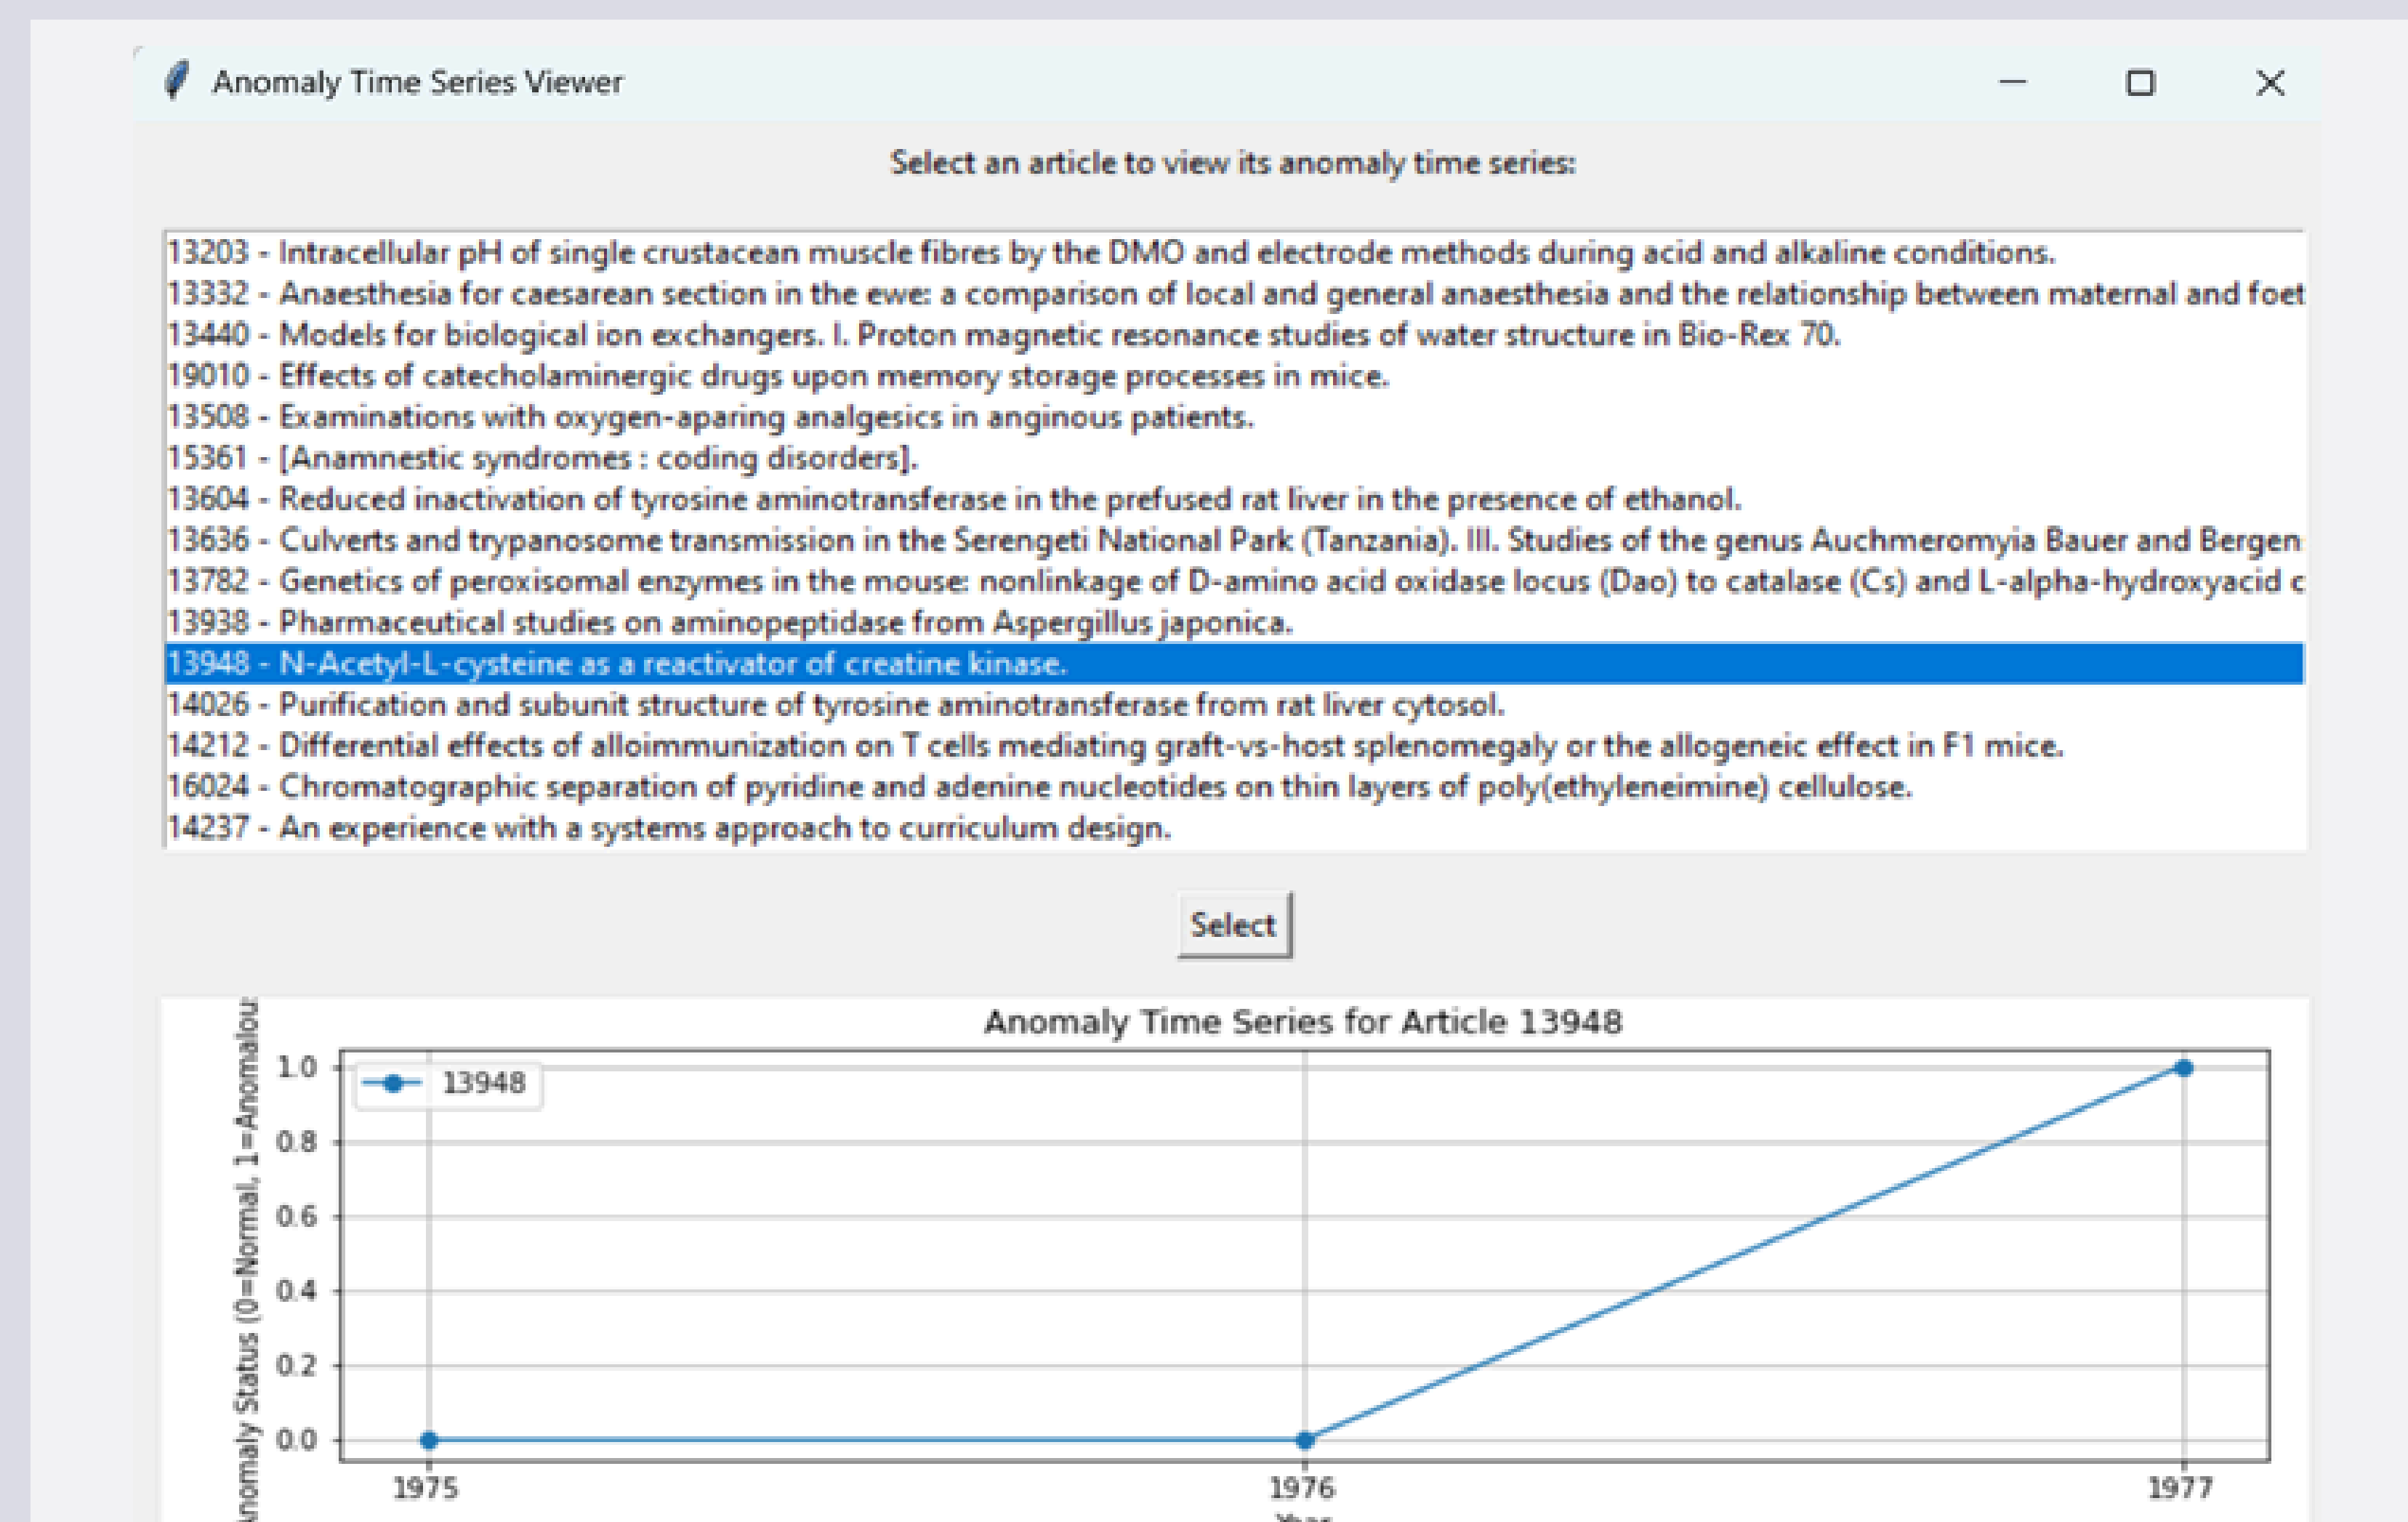 Anomaly Time Series Viewer
Select an article to view its anomaly time series:
13203 - Intracellular pH of single crustacean muscle fibres by the DMO and electrode methods during acid and alkaline conditions.
13332 - Anaesthesia for caesarean section in the ewe: a comparison of local and general anaesthesia and the relationship between maternal and foet
13440 - Models for biological ion exchangers. I. Proton magnetic resonance studies of water structure in Bio-Rex 70.
19010 - Effects of catecholaminergic drugs upon memory storage processes in mice.
13508 - Examinations with oxygen-aparing analgesics in anginous patients.
15361 - [Anamnestic syndromes : coding disorders].
13604 - Reduced inactivation of tyrosine aminotransferase in the prefused rat liver in the presence of ethanol.
13636 - Culverts and trypanosome transmission in the Serengeti National Park (Tanzania). III. Studies of the genus Auchmeromyia Bauer and Bergen
13782 - Genetics of peroxisomal enzymes in the mouse: nonlinkage of D-amino acid oxidase locus (Dao) to catalase (Cs) and L-alpha-hydroxyacid c
13938 - Pharmaceutical studies on aminopeptidase from Aspergillus japonica.
13948 - N-Acetyl-L-cysteine as a reactivator of creatine kinase.
14026 - Purification and subunit structure of tyrosine aminotransferase from rat liver cytosol.
14212 - Differential effects of alloimmunization on T cells mediating graft-vs-host splenomegaly or the allogeneic effect in F1 mice.
16024 - Chromatographic separation of pyridine and adenine nucleotides on thin layers of poly(ethyleneimine) cellulose.
14237 - An experience with a systems approach to curriculum design.
Select
Anomaly Time Series for Article 13948
Anomaly Status (0=Normal, 1=Anomalou
13948
1.0
0.8
0.6
0.4
0.2
0.0
1975
1976
1977
Year